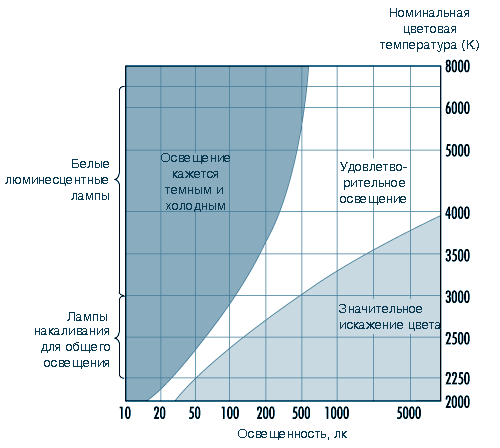 Номинальная
цветовая
температура (К)
8000
6000
5000
4000
3500
3000
2500
2250
2000
Белые
люминесцентные
лампы
Лампы
накаливания
для общего
освещения
Освещение
кажется
темным и
холодным
Удовлетво-
рительное
освещение
Значительное
искажение цвета
10 20 50 100 200 500 1000 5000
Освещенность, лк